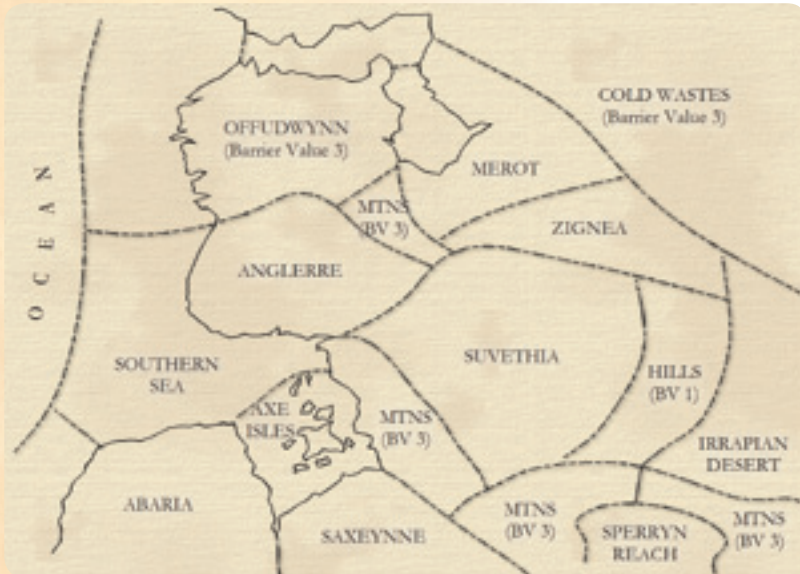 COLD WASTES
(Barrier Value 3)
OFFUDWYNN
(Barrier Value 3)
MEROT
OCEAN
MTNS
(BV 3)
ZIGNEA
ANGLERRE
SUVETHIA
SOUTHERN
SEA
HILLS
(BV 1)
AXE
ISLES
MTNS
(BV 3)
IRRAPIAN
DESERT
ABARIA
SAXEYNNE
MTNS
(BV 3)
SPERRYN
REACH
MTNS
(BV 3)